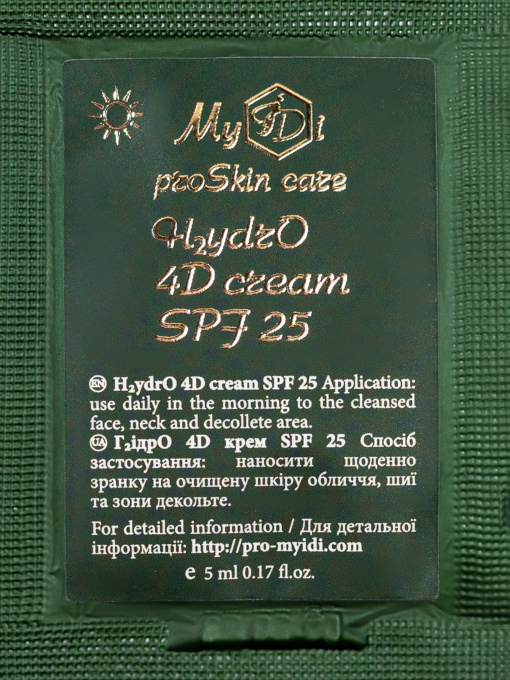 MyIDi
proSkin care
H₂ydrO
4D cream
SPF 25
EN H₂ydrO 4D cream SPF 25 Application:
use daily in the morning to the cleansed
face, neck and decollete area.
UA Г₂ідрО 4D крем SPF 25 Спосіб
застосування: наносити щоденно
зранку на очищену шкіру обличчя, шиї
та зони декольте.
For detailed information / Для детальної
інформації: http://pro-myidi.com
e 5 ml 0.17 fl.oz.